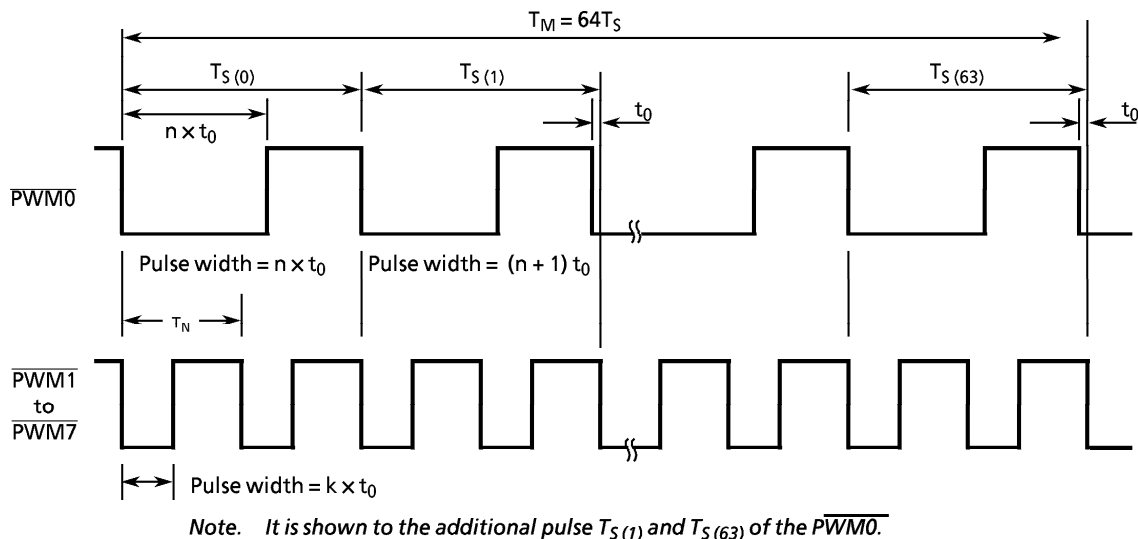 T_M = 64T_S
T_S (0)
T_S (1)
T_S (63)
n × t_0
t_0
t_0
PWM0
Pulse width = n × t_0
Pulse width = (n + 1) t_0
T_N
PWM1
to
PWM7
Pulse width = k × t_0
Note. It is shown to the additional pulse T_S (1) and T_S (63) of the PWM0.